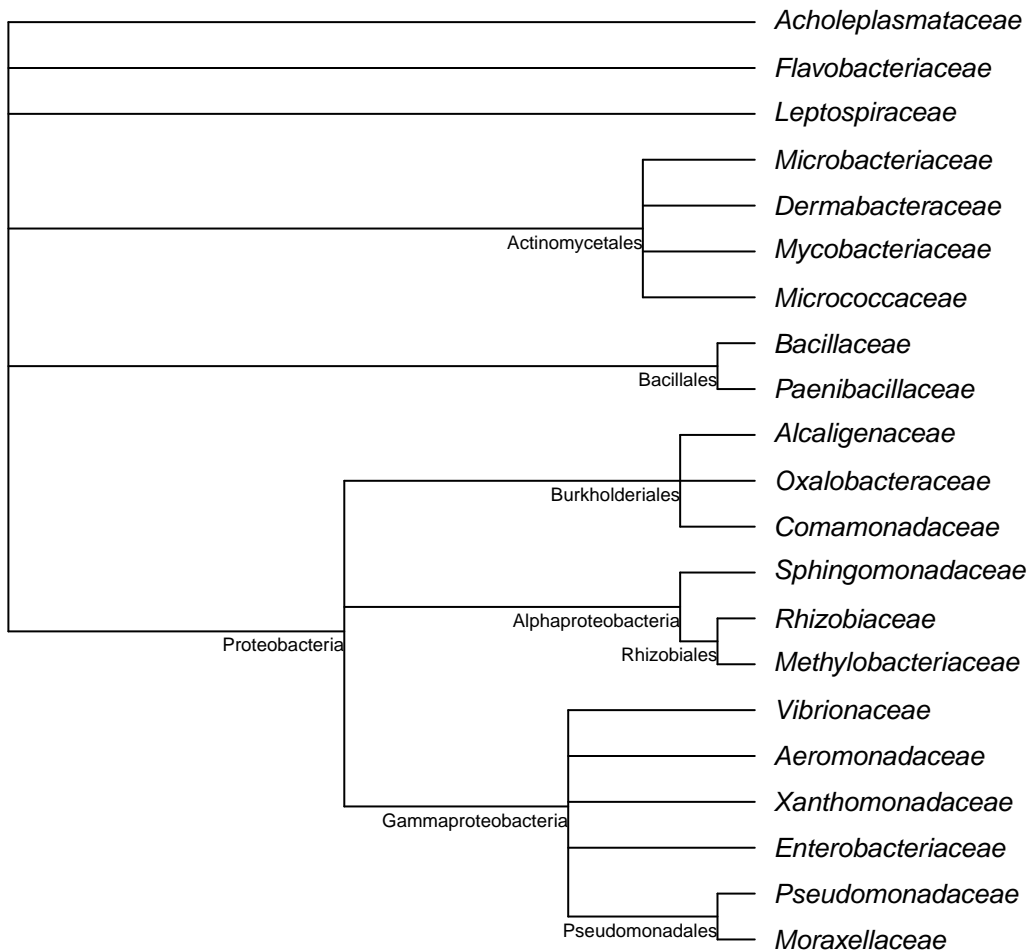 Acholeplasmataceae
Flavobacteriaceae
Leptospiraceae
Microbacteriaceae
Dermabacteraceae
Actinomycetales
Mycobacteriaceae
Micrococcaceae
Bacillaceae
Bacillales
Paenibacillaceae
Alcaligenaceae
Oxalobacteraceae
Burkholderiales
Comamonadaceae
Sphingomonadaceae
Alphaproteobacteria
Rhizobiaceae
Proteobacteria
Rhizobiales
Methylobacteriaceae
Vibrionaceae
Aeromonadaceae
Xanthomonadaceae
Gammaproteobacteria
Enterobacteriaceae
Pseudomonadaceae
Pseudomonadales
Moraxellaceae